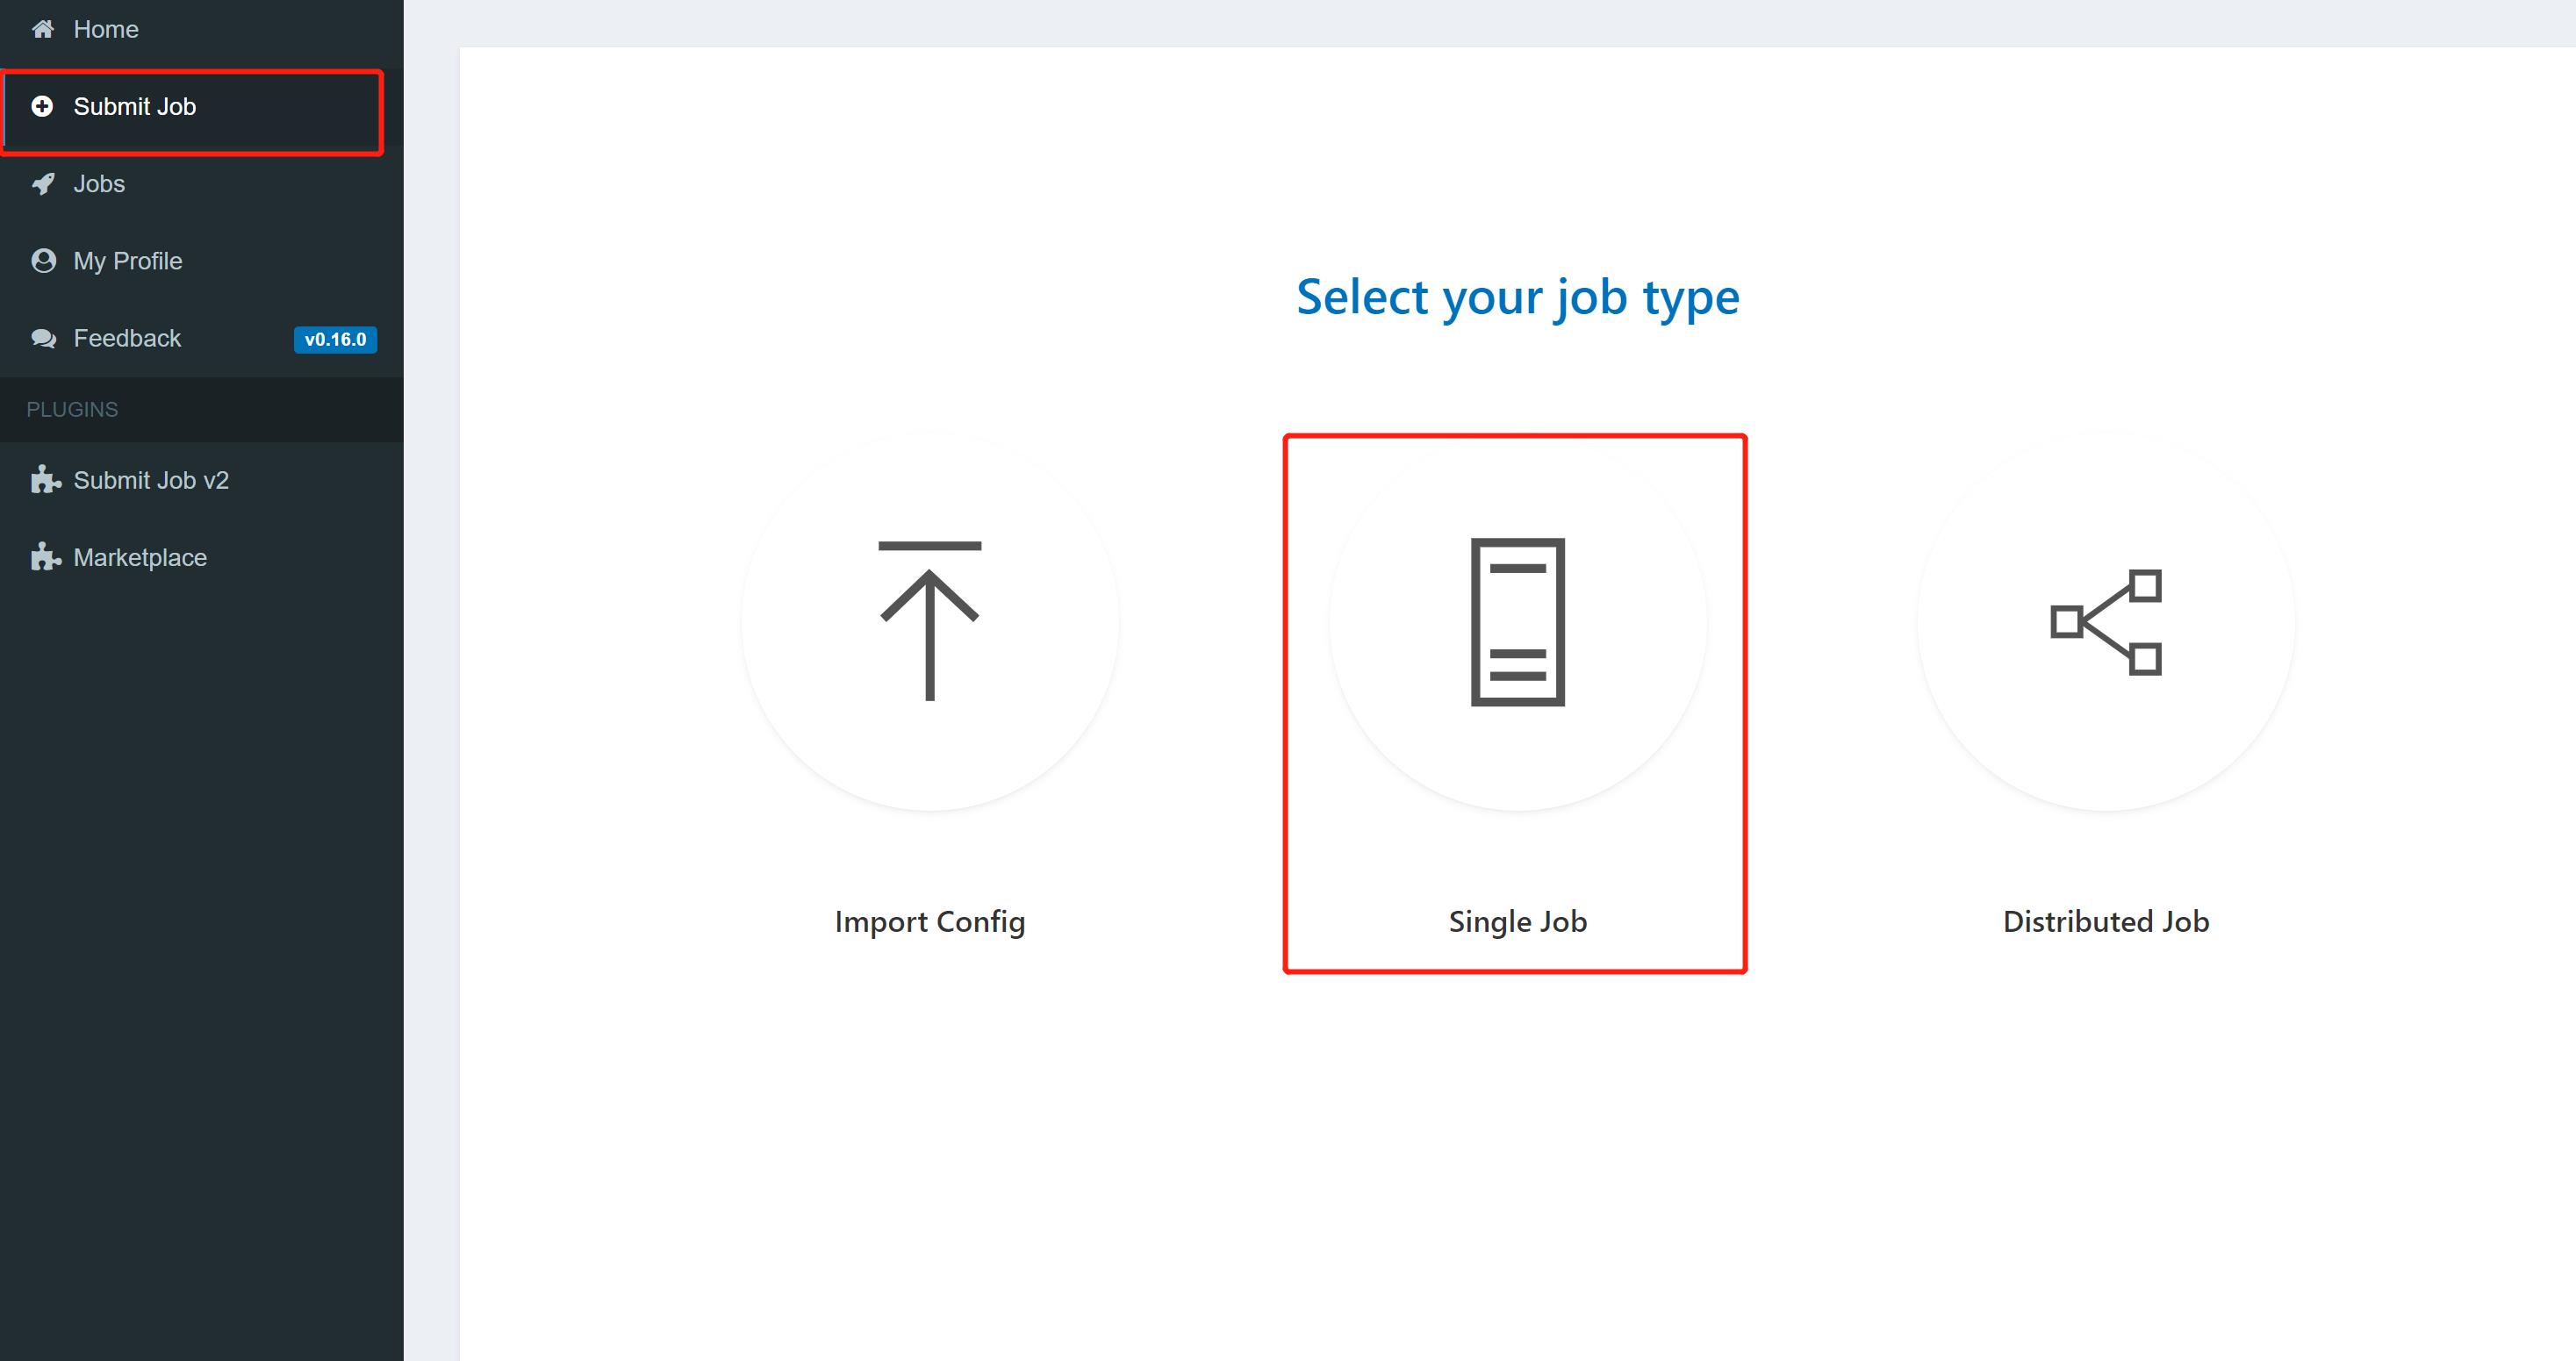 Home
Submit Job
Jobs
My Profile
Feedback v0.16.0
PLUGINS
Submit Job v2
Marketplace
Select your job type
Import Config
Single Job
Distributed Job